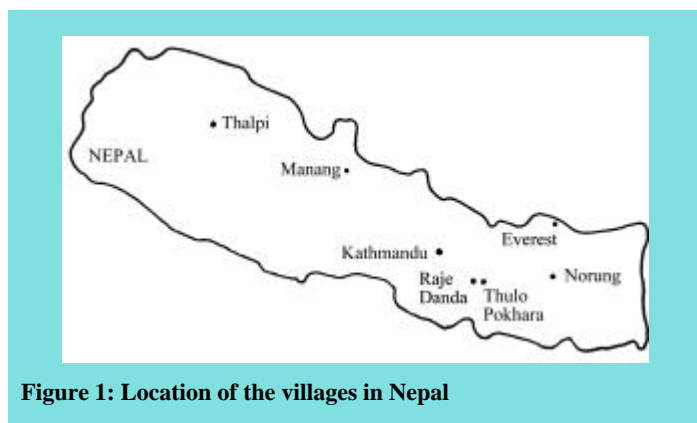 Thalpi
NEPAL
Manang
Everest
Kathmandu
Norung
Raje
Danda
Thulo
Pokhara
Figure 1: Location of the villages in Nepal